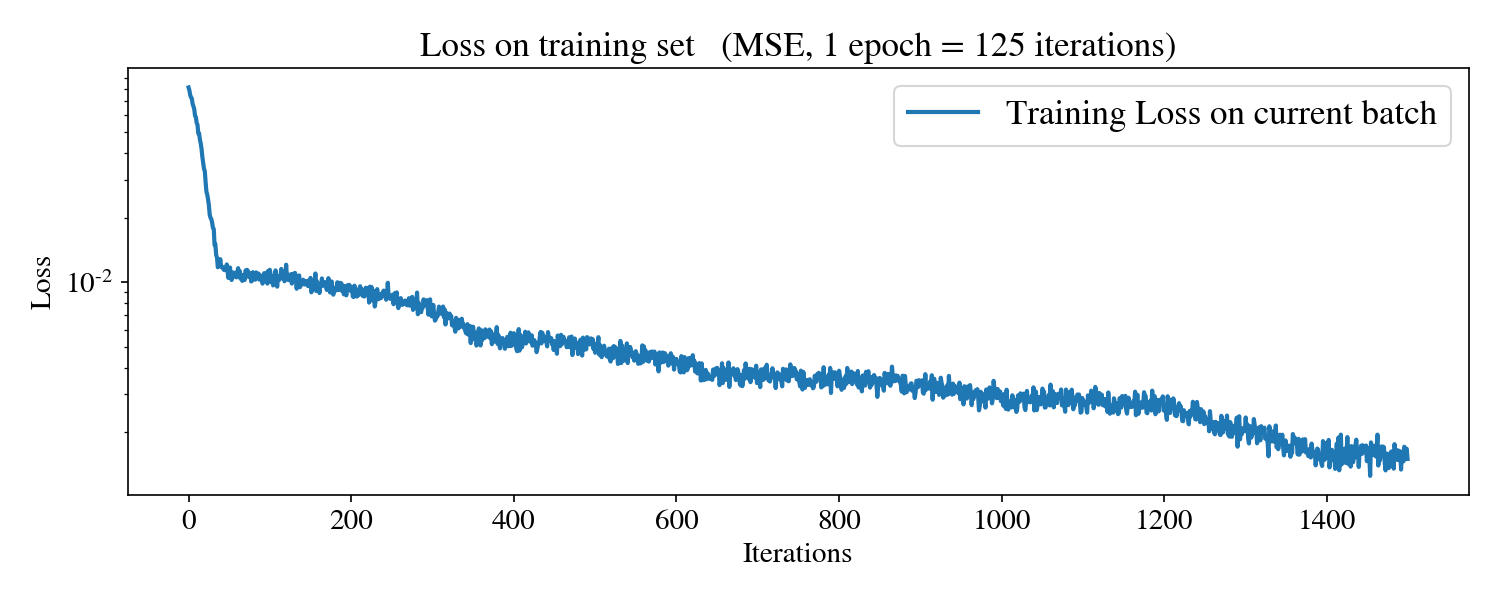 Loss on training set (MSE, 1 epoch = 125 iterations)
Training Loss on current batch
Loss
10⁻²
0 200 400 600 800 1000 1200 1400
Iterations